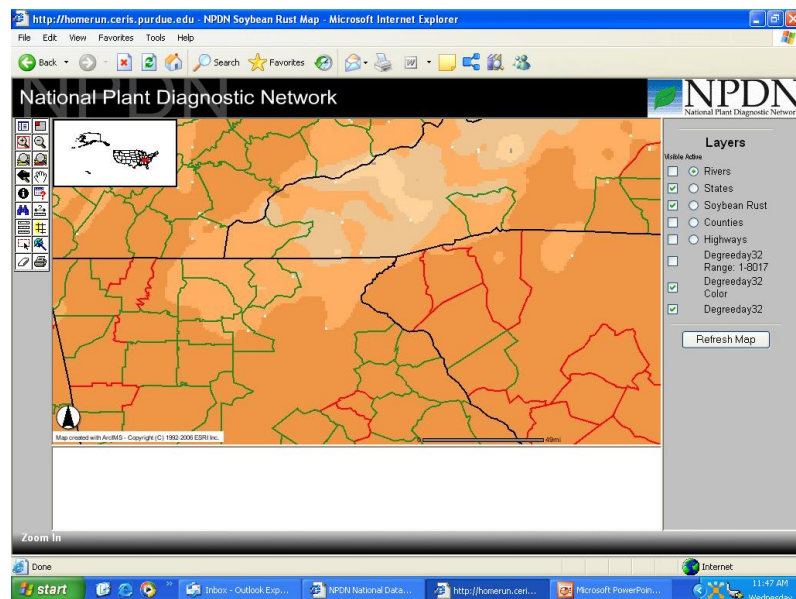 http://homerun.ceris.purdue.edu - NPDN Soybean Rust Map - Microsoft Internet Explorer
File Edit View Favorites Tools Help
Back Search Favorites
NPDN
National Plant Diagnostic Network
NPDN
National Plant Diagnostic Network
Layers
Visible Active
Rivers
States
Soybean Rust
Counties
Highways
Degreeday32
Range: 1-8017
Degreeday32
Color
Degreeday32
Refresh Map
Map created with ArcIMS - Copyright (C) 1992-2006 ESRI Inc.
0 49mi
Zoom In
Done
Internet
start
Inbox - Outlook Exp...
NPDN National Data...
http://homerun.ceri...
Microsoft PowerPoin...
11:47 AM
Wednesday